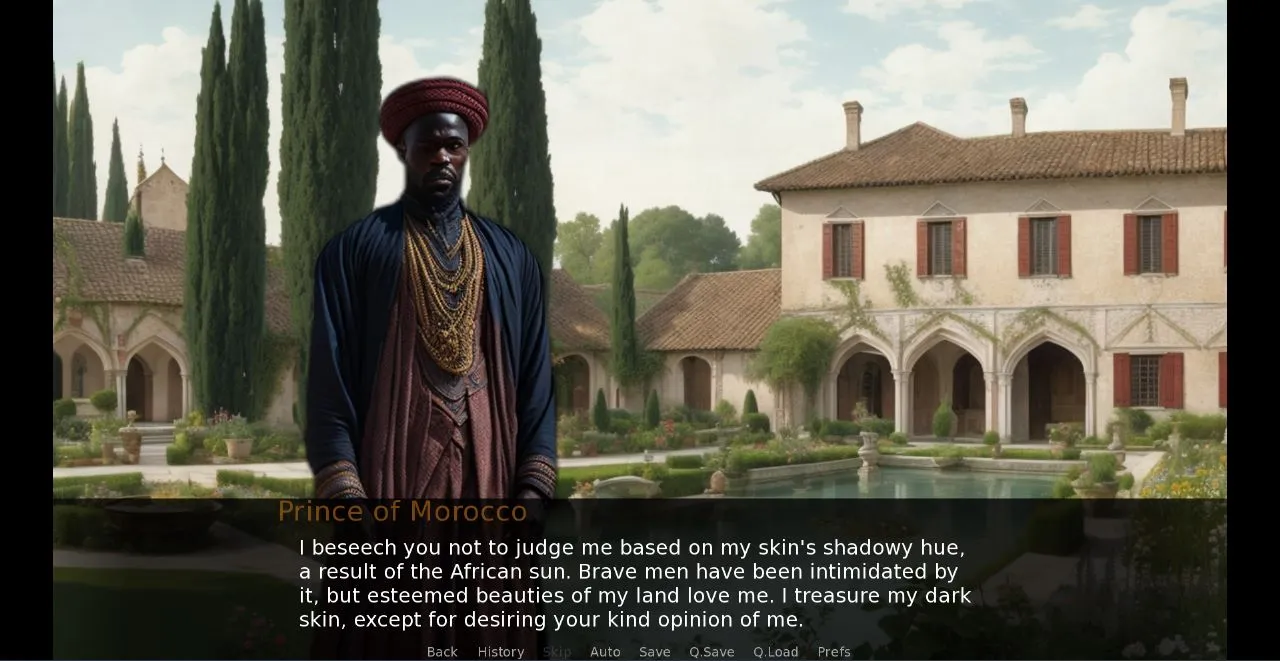 Prince of Morocco
I beseech you not to judge me based on my skin's shadowy hue,
a result of the African sun. Brave men have been intimidated by
it, but esteemed beauties of my land love me. I treasure my dark
skin, except for desiring your kind opinion of me.
Back History Skip Auto Save Q.Save Q.Load Prefs